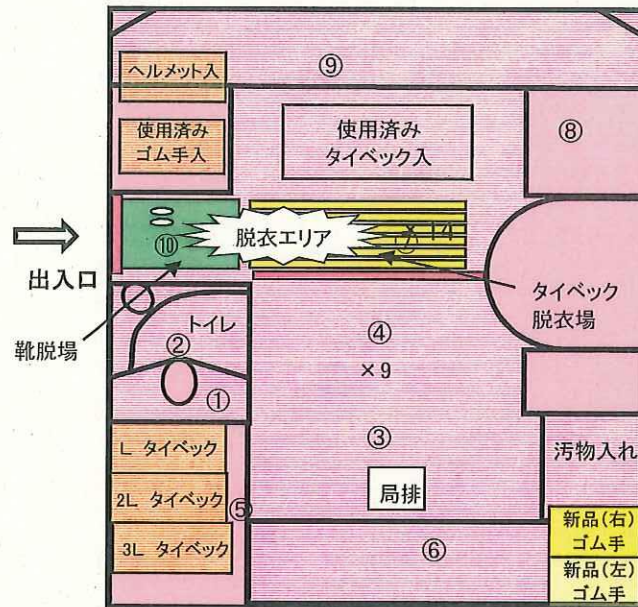 ⑨
ヘルメット入
使用済み
ゴム手入
使用済み
タイベック入
⑧
出入口
⑩
脱衣エリア
×14
⑦
タイベック
脱衣場
靴脱場
トイレ
②
①
④
×9
③
局排
L タイベック
2L タイベック
3L タイベック
⑤
⑥
汚物入れ
新品(右)
ゴム手
新品(左)
ゴム手